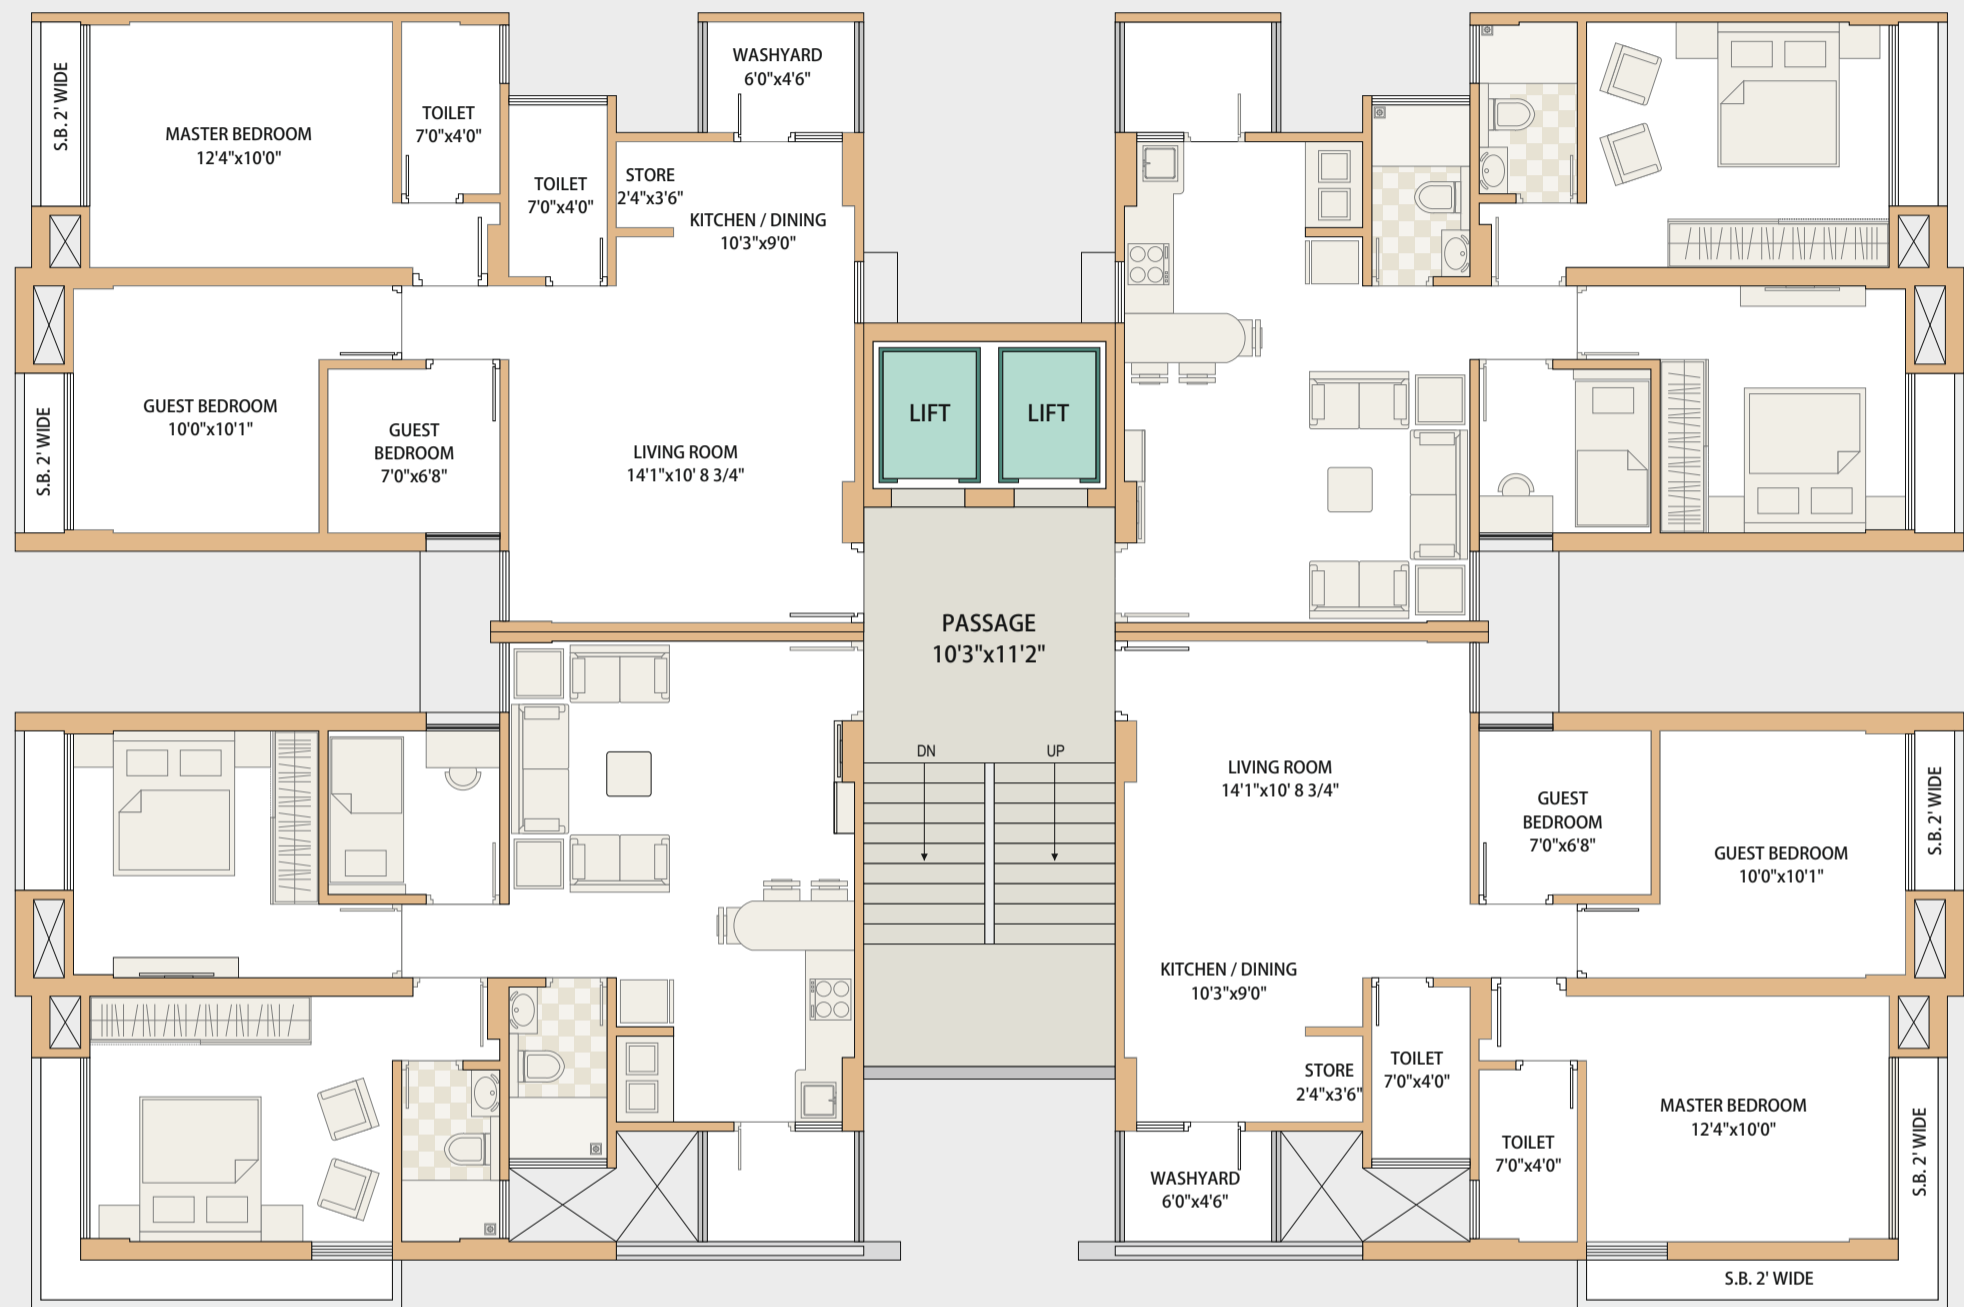 S.B. 2' WIDE
MASTER BEDROOM
12'4"x10'0"
TOILET
7'0"x4'0"
TOILET
7'0"x4'0"
WASHYARD
6'0"x4'6"
STORE
2'4"x3'6"
KITCHEN / DINING
10'3"x9'0"
S.B. 2' WIDE
GUEST BEDROOM
10'0"x10'1"
GUEST
BEDROOM
7'0"x6'8"
LIVING ROOM
14'1"x10' 8 3/4"
LIFT
LIFT
PASSAGE
10'3"x11'2"
DN
UP
LIVING ROOM
14'1"x10' 8 3/4"
GUEST
BEDROOM
7'0"x6'8"
GUEST BEDROOM
10'0"x10'1"
S.B. 2' WIDE
KITCHEN / DINING
10'3"x9'0"
STORE
2'4"x3'6"
TOILET
7'0"x4'0"
TOILET
7'0"x4'0"
MASTER BEDROOM
12'4"x10'0"
S.B. 2' WIDE
WASHYARD
6'0"x4'6"
S.B. 2' WIDE